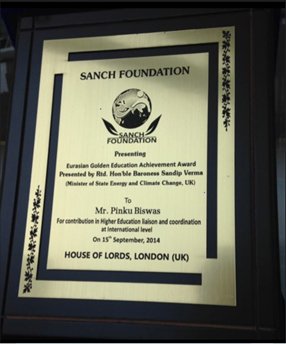 SANCH FOUNDATION
SANCH
FOUNDATION
Presenting
Eurasian Golden Education Achievement Award
Presented by Rtd. Hon'ble Baroness Sandip Verma
(Minister of State Energy and Climate Change, UK)
To
Mr. Pinku Biswas
For contribution in Higher Education liaison and coordination
at International level
On 15th September, 2014
HOUSE OF LORDS, LONDON (UK)